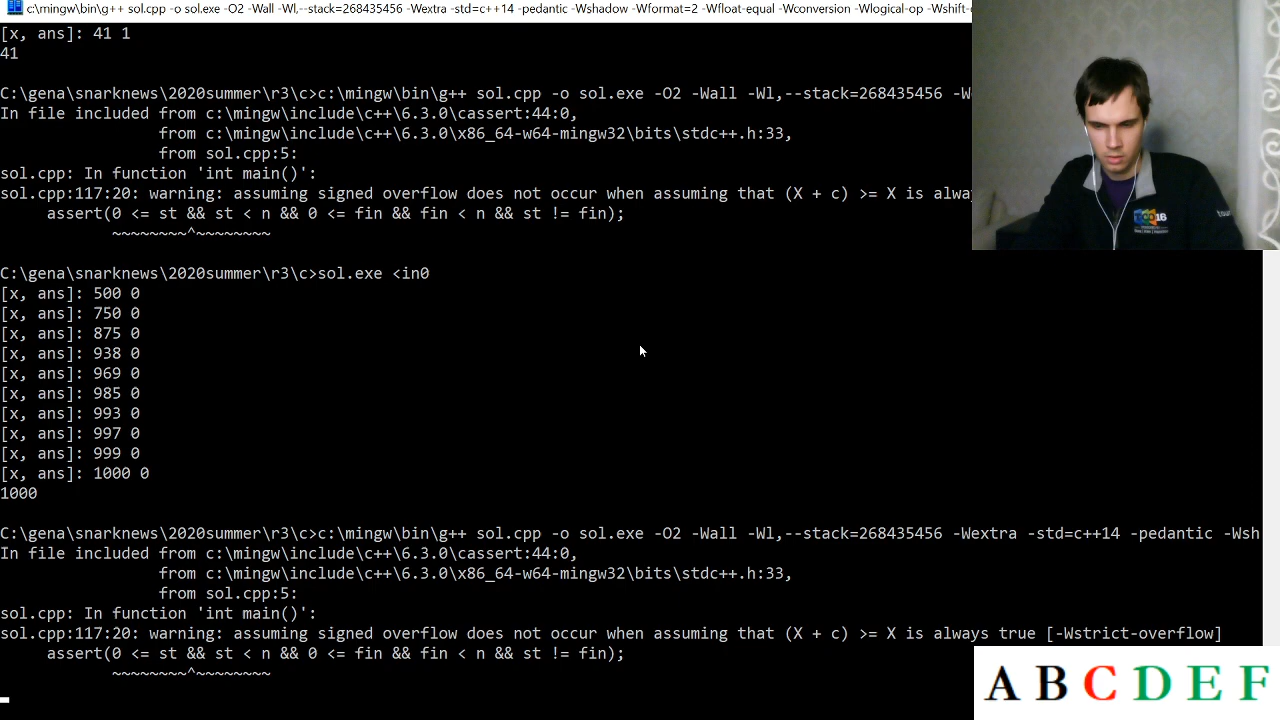 c:\mingw\bin\g++ sol.cpp -O2 -Wall -Wl,--stack=268435456 -Wextra -std=c++14 -pedantic -Wshadow -Wformat=2 -Wfloat-equal -Wconversion -Wlogical-op -Wshift-
[x, ans]: 41 1
41
C:\gena\snarknews\2020summer\r3\c>c:\mingw\bin\g++ sol.cpp -o sol.exe -O2 -Wall -Wl,--stack=268435456 -W
In file included from c:\mingw\include\c++\6.3.0\cassert:44:0,
from c:\mingw\include\c++\6.3.0\x86_64-w64-mingw32\bits\stdc++.h:33,
from sol.cpp:5:
sol.cpp: In function 'int main()':
sol.cpp:117:20: warning: assuming signed overflow does not occur when assuming that (X + c) >= X is alway
assert(0 <= st && st < n && 0 <= fin && fin < n && st != fin);
~~~~~~~~^~~~~~~~~
C:\gena\snarknews\2020summer\r3\c>sol.exe <in0
[x, ans]: 500 0
[x, ans]: 750 0
[x, ans]: 875 0
[x, ans]: 938 0
[x, ans]: 969 0
[x, ans]: 985 0
[x, ans]: 993 0
[x, ans]: 997 0
[x, ans]: 999 0
[x, ans]: 1000 0
1000
C:\gena\snarknews\2020summer\r3\c>c:\mingw\bin\g++ sol.cpp -o sol.exe -O2 -Wall -Wl,--stack=268435456 -Wextra -std=c++14 -pedantic -Wsh
In file included from c:\mingw\include\c++\6.3.0\cassert:44:0,
from c:\mingw\include\c++\6.3.0\x86_64-w64-mingw32\bits\stdc++.h:33,
from sol.cpp:5:
sol.cpp: In function 'int main()':
sol.cpp:117:20: warning: assuming signed overflow does not occur when assuming that (X + c) >= X is always true [-Wstrict-overflow]
assert(0 <= st && st < n && 0 <= fin && fin < n && st != fin);
~~~~~~~~^~~~~~~~~
A B C D E F